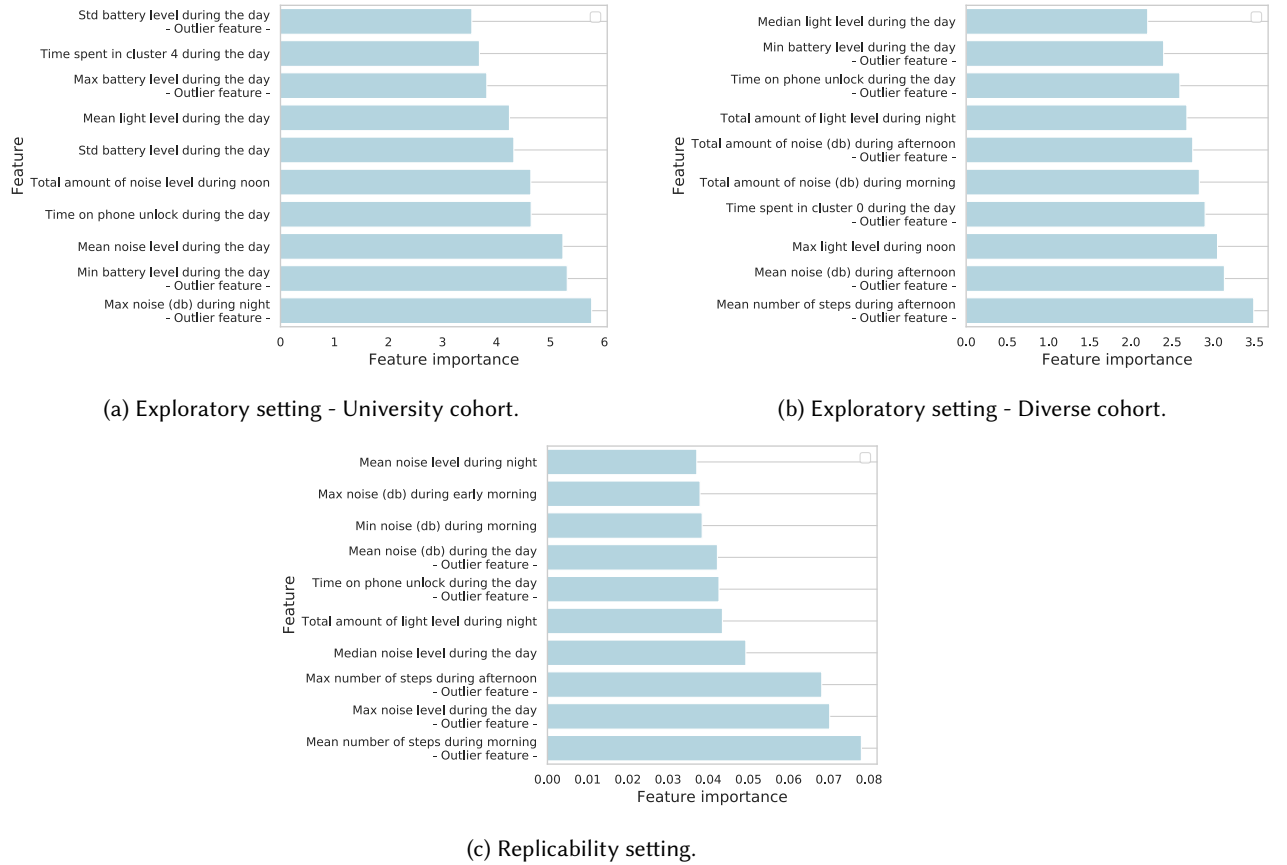 Std battery level during the day
- Outlier feature -
Time spent in cluster 4 during the day
Max battery level during the day
- Outlier feature -
Mean light level during the day
Std battery level during the day
Total amount of noise level during noon
Time on phone unlock during the day
Mean noise level during the day
Min battery level during the day
- Outlier feature -
Max noise (db) during night
- Outlier feature -
Feature
0 1 2 3 4 5 6
Feature importance
(a) Exploratory setting - University cohort.
Median light level during the day
Min battery level during the day
- Outlier feature -
Time on phone unlock during the day
- Outlier feature -
Total amount of light level during night
Total amount of noise (db) during afternoon
- Outlier feature -
Total amount of noise (db) during morning
Time spent in cluster 0 during the day
- Outlier feature -
Max light level during noon
Mean noise (db) during afternoon
- Outlier feature -
Mean number of steps during afternoon
- Outlier feature -
Feature
0.0 0.5 1.0 1.5 2.0 2.5 3.0 3.5
Feature importance
(b) Exploratory setting - Diverse cohort.
Mean noise level during night
Max noise (db) during early morning
Min noise (db) during morning
Mean noise (db) during the day
- Outlier feature -
Time on phone unlock during the day
- Outlier feature -
Total amount of light level during night
Median noise level during the day
Max number of steps during afternoon
- Outlier feature -
Max noise level during the day
- Outlier feature -
Mean number of steps during morning
- Outlier feature -
Feature
0.00 0.01 0.02 0.03 0.04 0.05 0.06 0.07 0.08
Feature importance
(c) Replicability setting.